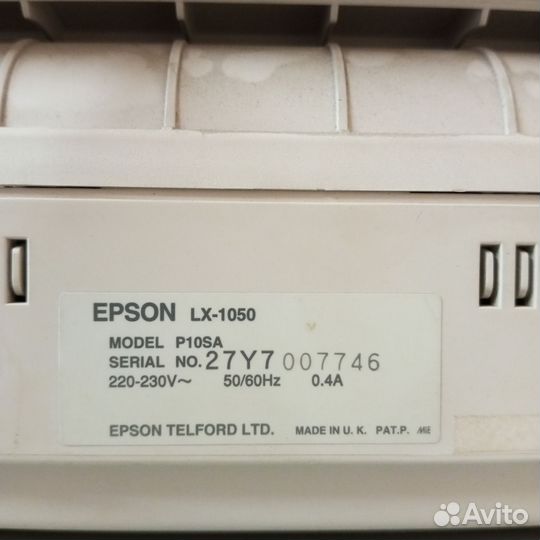 EPSON LX-1050
MODEL P10SA
SERIAL NO. 27Y7 007746
220-230V~ 50/60Hz 0.4A
EPSON TELFORD LTD. MADE IN U. K. PAT.P.
Avito